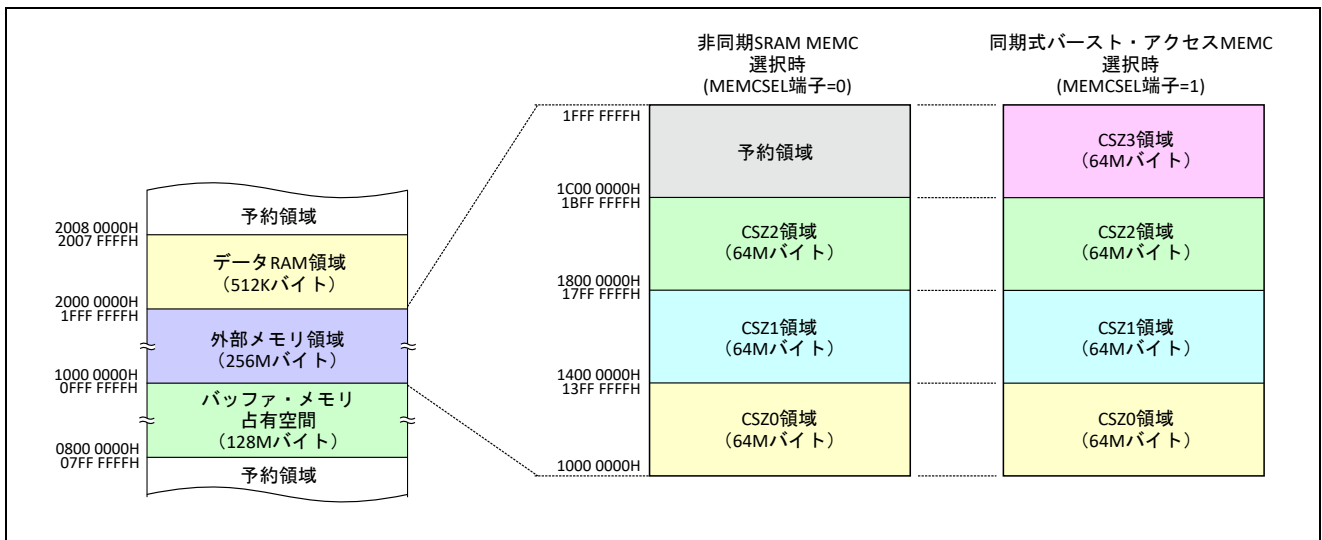 非同期SRAM MEMC
選択時
(MEMCSEL端子=0)
同期式バースト・アクセスMEMC
選択時
(MEMCSEL端子=1)
予約領域
2008 0000H
2007 FFFFH
データRAM領域
（512Kバイト）
2000 0000H
1FFF FFFFH
外部メモリ領域
（256Mバイト）
1000 0000H
0FFF FFFFH
バッファ・メモリ
占有空間
（128Mバイト）
0800 0000H
07FF FFFFH
予約領域
1FFF FFFFH
予約領域
1C00 0000H
1BFF FFFFH
CSZ2領域
（64Mバイト）
1800 0000H
17FF FFFFH
CSZ1領域
（64Mバイト）
1400 0000H
13FF FFFFH
CSZ0領域
（64Mバイト）
1000 0000H
CSZ3領域
（64Mバイト）
CSZ2領域
（64Mバイト）
CSZ1領域
（64Mバイト）
CSZ0領域
（64Mバイト）